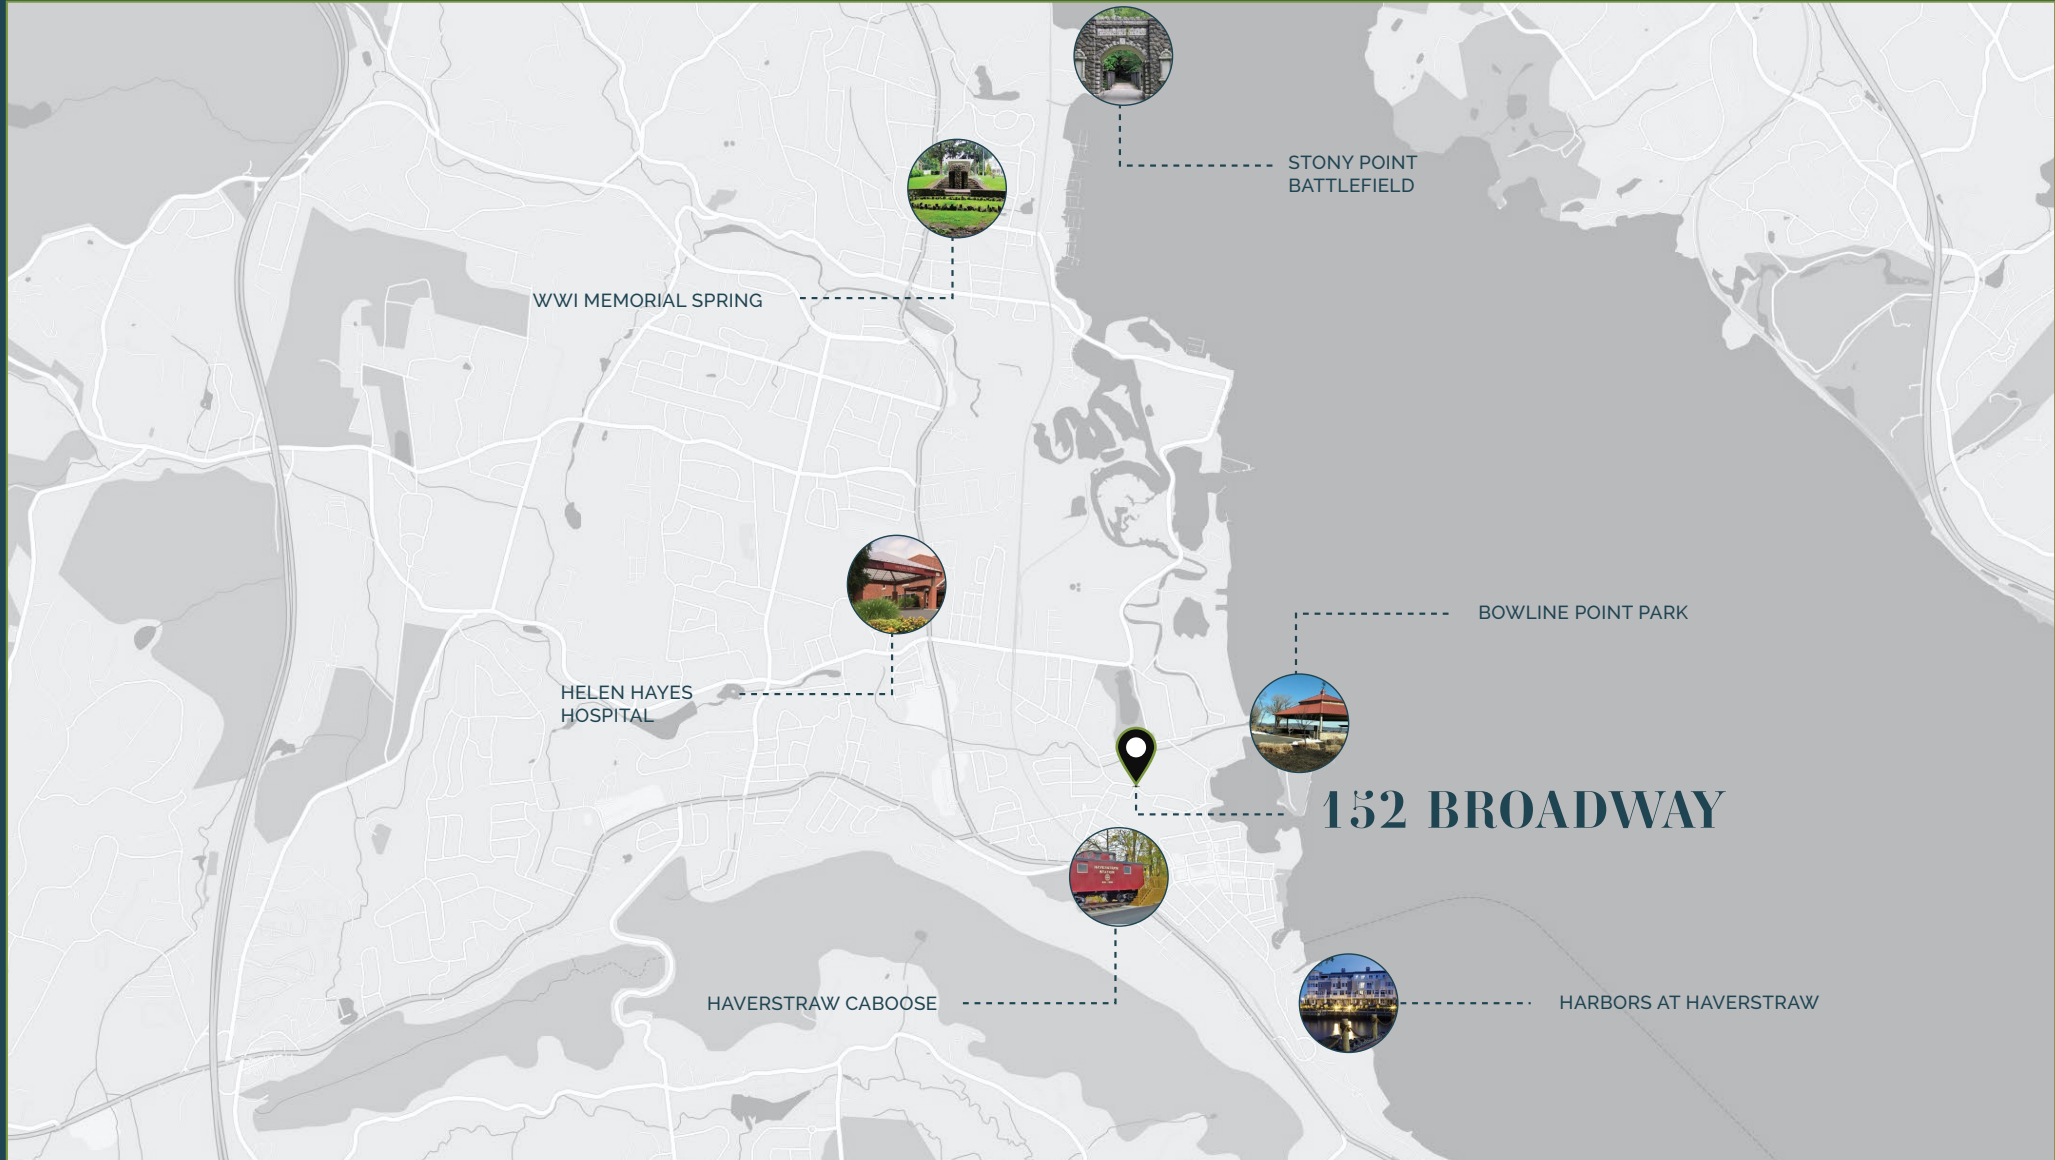 STONY POINT
BATTLEFIELD
WWI MEMORIAL SPRING
BOWLINE POINT PARK
HELEN HAYES
HOSPITAL
152 BROADWAY
HAVERSTRAW CABOOSE
HARBORS AT HAVERSTRAW